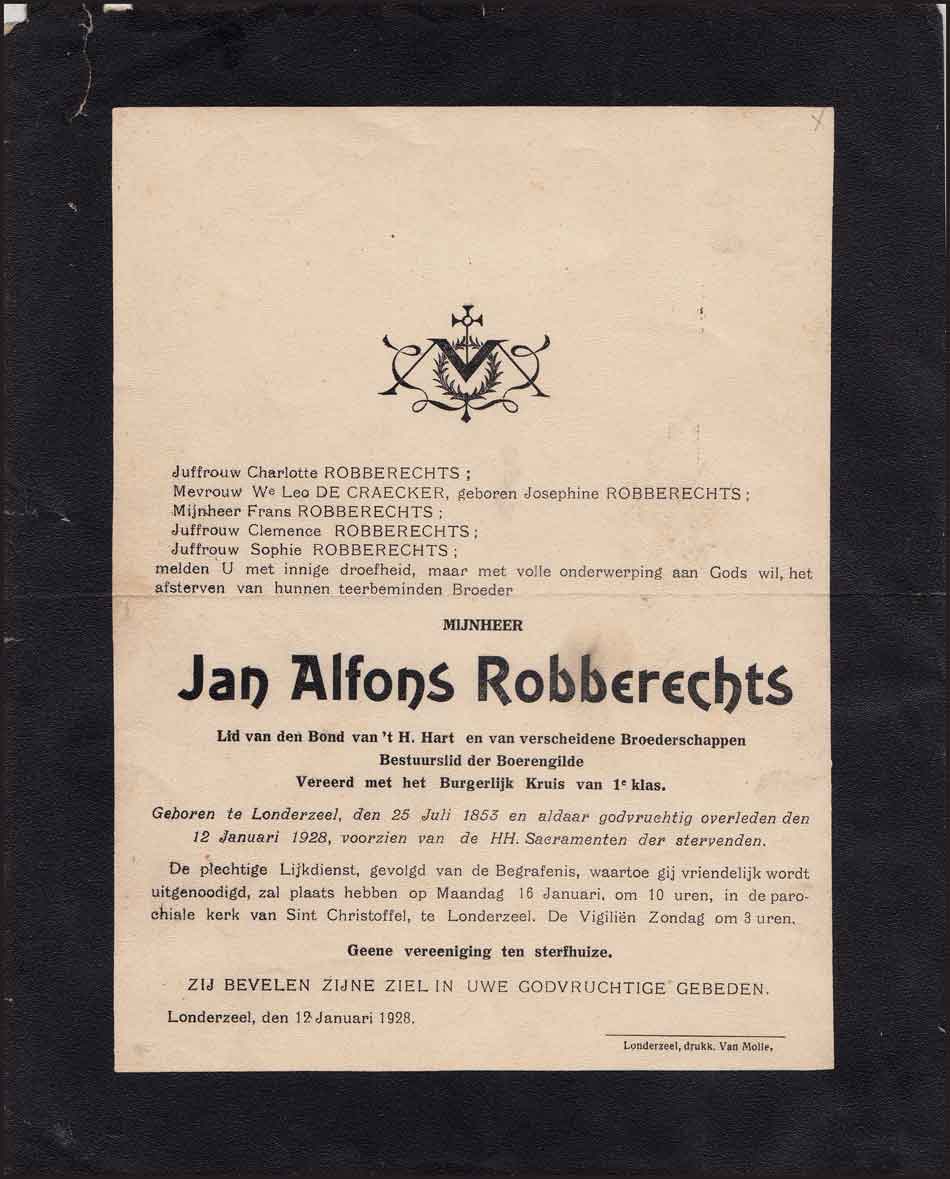 Juffrouw Charlotte ROBBERECHTS ;
Mevrouw We Leo DE CRAECKER, geboren Josephine ROBBERECHTS ;
Mijnheer Frans ROBBERECHTS ;
Juffrouw Clemence ROBBERECHTS ;
Juffrouw Sophie ROBBERECHTS ;
melden U met innige droefheid, maar met volle onderwerping aan Gods wil, het
afsterven van hunnen teerbeminden Broeder
MIJNHEER
Jan Alfons Robberechts
Lid van den Bond van 't H. Hart en van verscheidene Broederschappen
Bestuurslid der Boerengilde
Vereerd met het Burgerlijk Kruis van 1e klas.
Geboren te Londerzeel, den 25 Juli 1853 en aldaar godvruchtig overleden den
12 Januari 1928, voorzien van de HH. Sacramenten der stervenden.
De plechtige Lijkdienst, gevolgd van de Begrafenis, waartoe gij vriendelijk wordt
uitgenoodigd, zal plaats hebben op Maandag 16 Januari, om 10 uren, in de paro-
chiale kerk van Sint Christoffel, te Londerzeel. De Vigiliën Zondag om 3 uren.
Geene vereeniging ten sterfhuize.
ZIJ BEVELEN ZIJNE ZIEL IN UWE GODVRUCHTIGE GEBEDEN.
Londerzeel, den 12 Januari 1928.
Londerzeel, drukk. Van Molle.